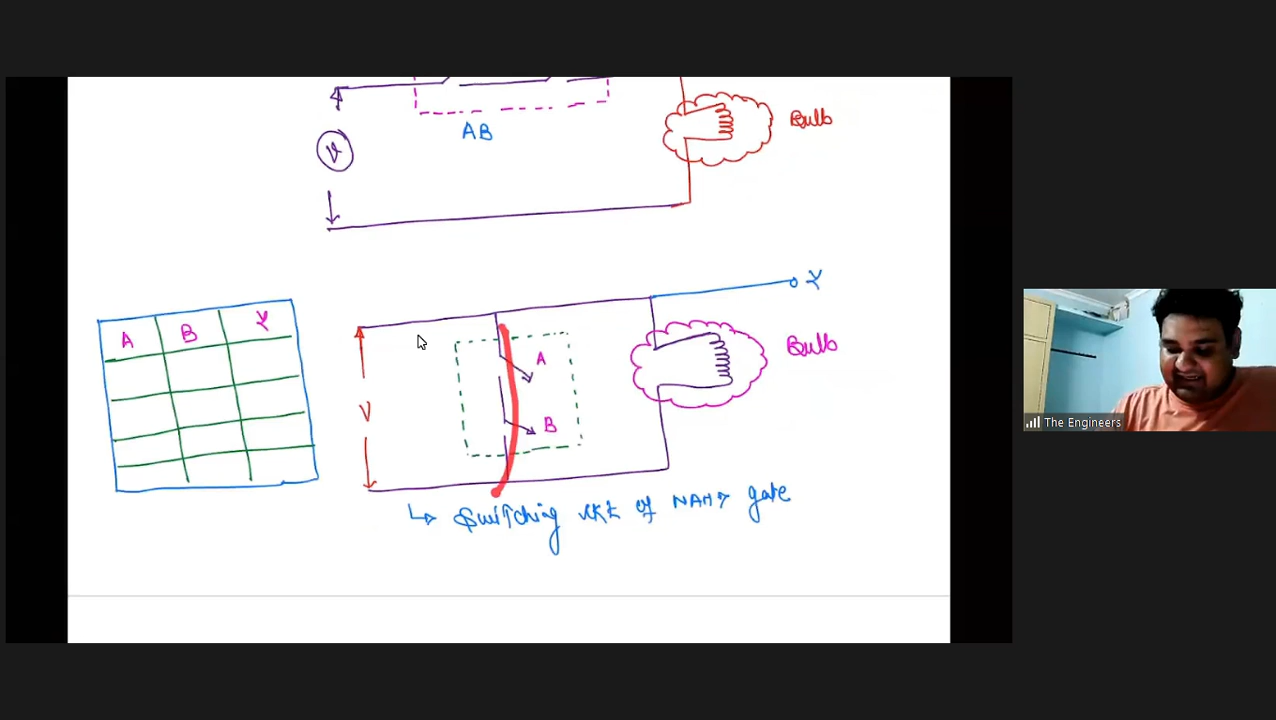 V
AB
Bulb
Y
A B Y
V
A
B
Bulb
↳ Switching ckt of NAND gate
The Engineers